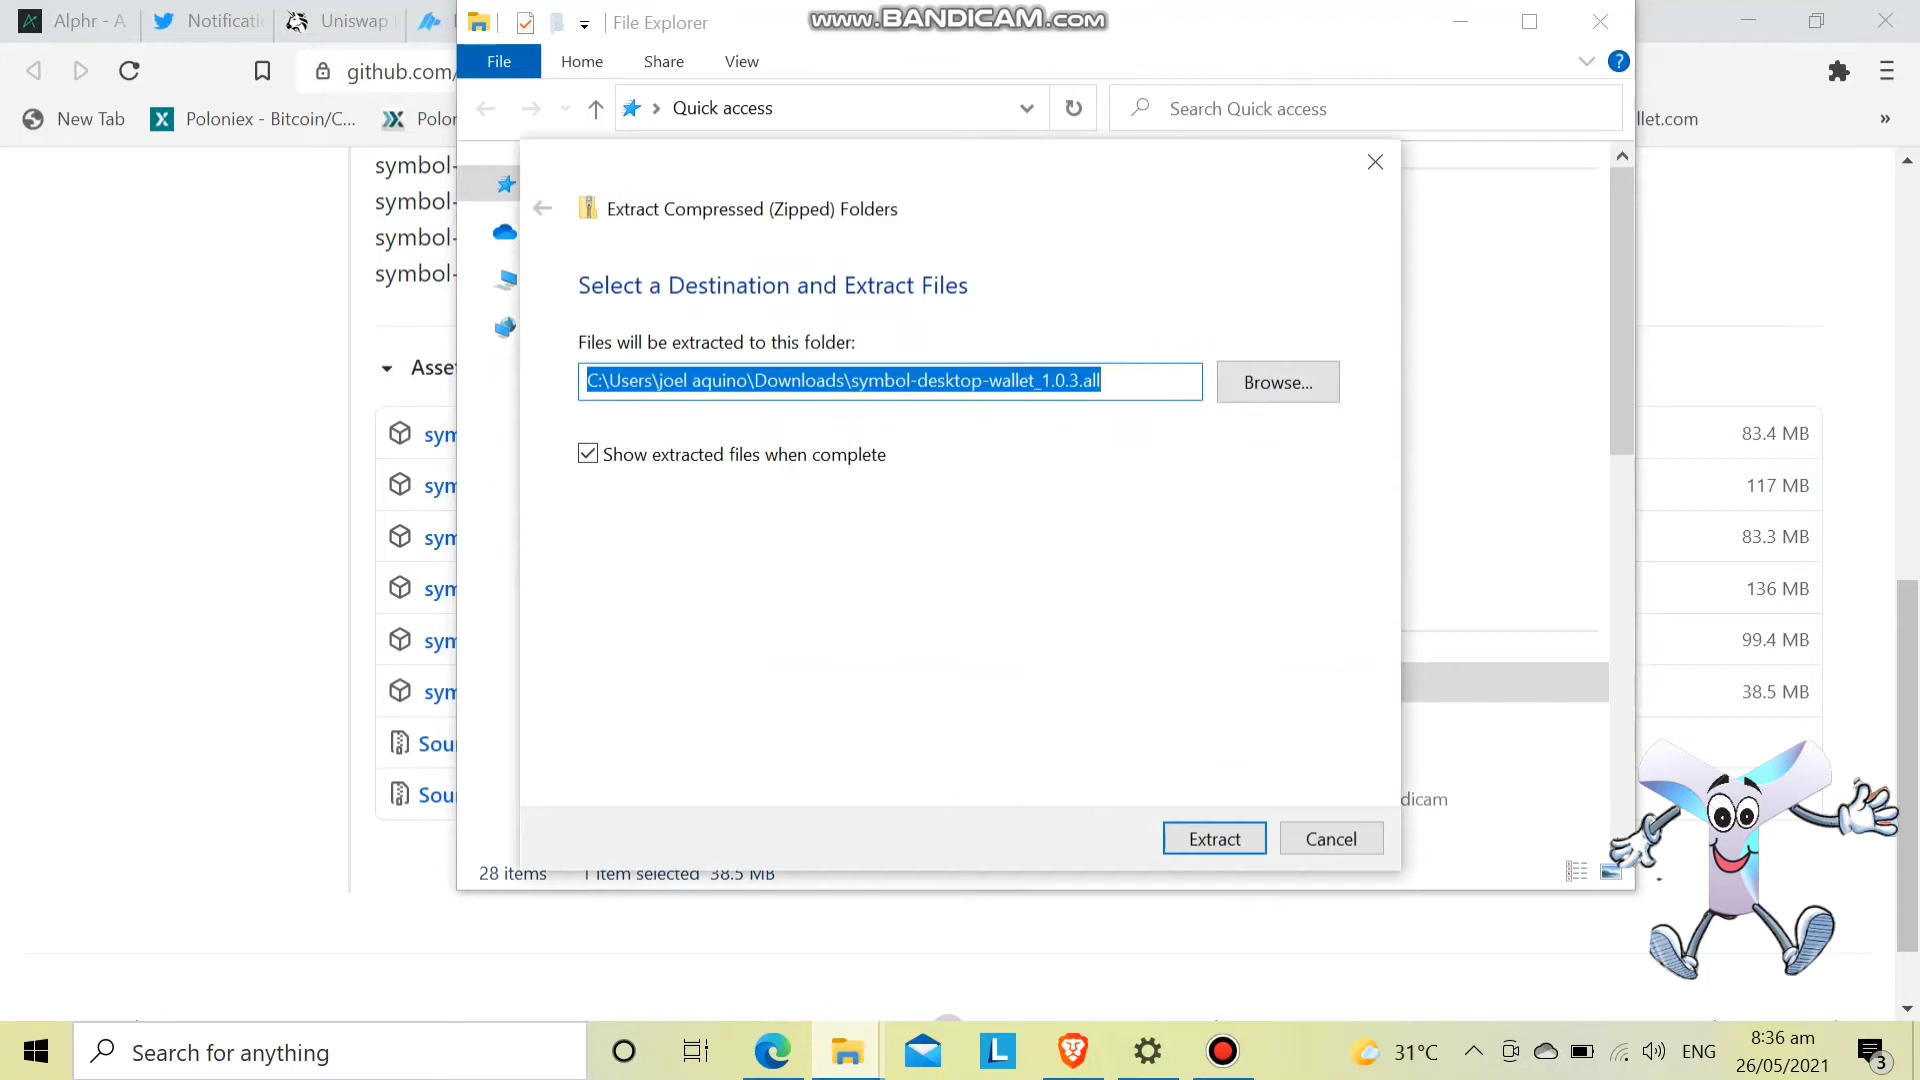 Alphr - A
Notificati
Uniswap
File Explorer
www.BANDICAM.com
File
Home
Share
View
github.com/
Quick access
Search Quick access
New Tab
Poloniex - Bitcoin/C...
Polor
llet.com
»
symbol-
symbol-
symbol-
symbol-
Extract Compressed (Zipped) Folders
Select a Destination and Extract Files
Files will be extracted to this folder:
C:\Users\joel aquino\Downloads\symbol-desktop-wallet_1.0.3.all
Browse...
Show extracted files when complete
Asse
sym
83.4 MB
sym
117 MB
sym
83.3 MB
sym
136 MB
sym
99.4 MB
sym
38.5 MB
Sou
Sou
dicam
Extract
Cancel
28 items
1 item selected 38.5 MB
Search for anything
L
31°C
ENG
8:36 am
26/05/2021
3